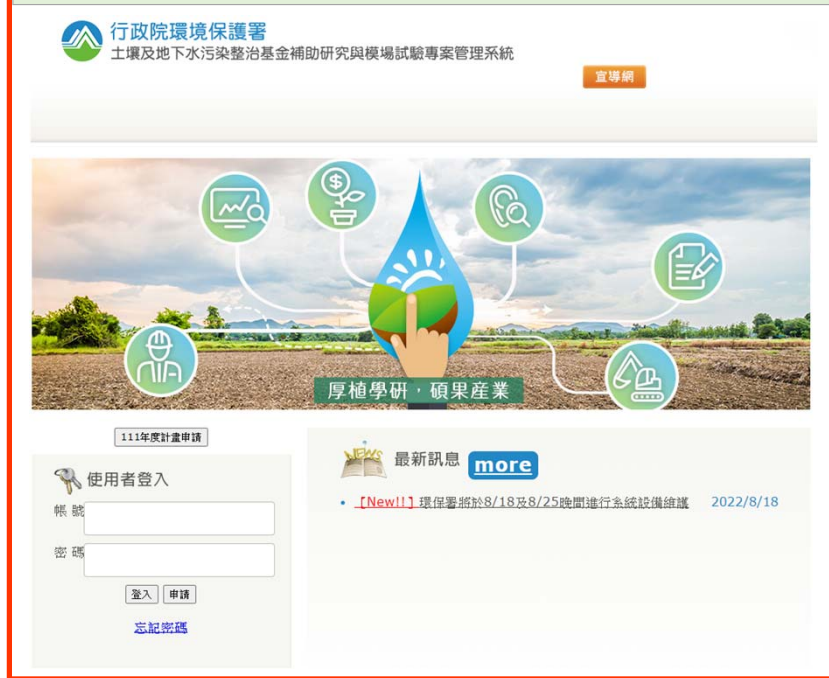 行政院環境保護署
土壤及地下水污染整治基金補助研究與模場試驗專案管理系統
宣導網
厚植學研，碩果産業
111年度計畫申請
使用者登入
帳 號
密 碼
登入 申請
忘記密碼
NEWS 最新訊息 more
[New!!] 環保署將於8/18及8/25晚間進行系統設備維護 2022/8/18